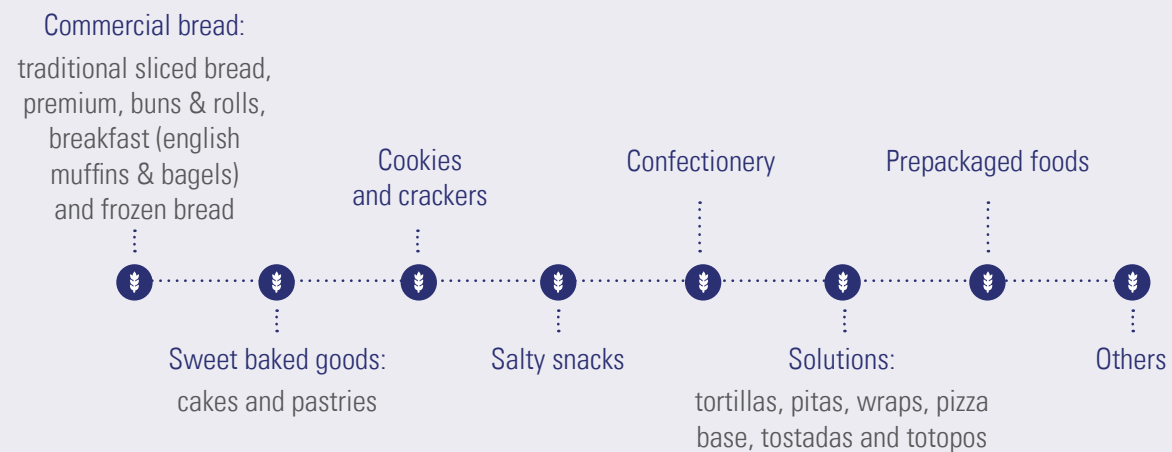 Commercial bread:
traditional sliced bread,
premium, buns & rolls,
breakfast (english
muffins & bagels)
and frozen bread
Sweet baked goods:
cakes and pastries
Cookies
and crackers
Salty snacks
Confectionery
Solutions:
tortillas, pitas, wraps, pizza
base, tostadas and totopos
Prepackaged foods
Others